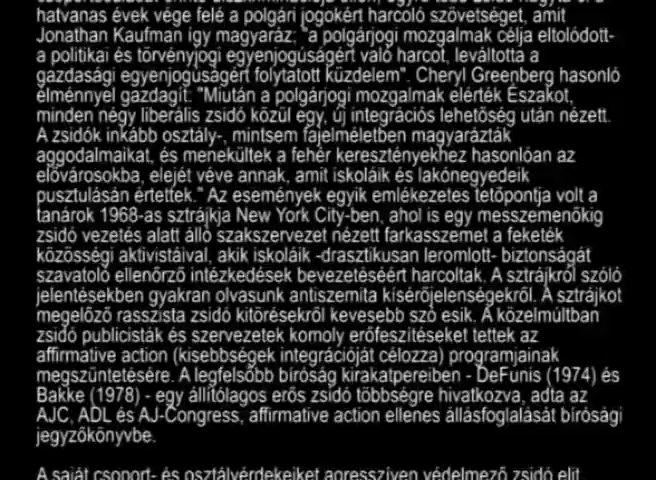 hatvanas évek vége felé a polgári jogokért harcoló szövetséget, amit
Jonathan Kaufman így magyaráz; "a polgárjogi mozgalmak célja eltolódott-
a politikai és törvényjogi egyenjogúságért való harcot, leváltotta a
gazdasági egyenjogúságért folytatott küzdelem". Cheryl Greenberg hasonló
élménnyel gazdagít: "Miután a polgárjogi mozgalmak elérték Északot,
minden négy liberális zsidó közül egy, új integrációs lehetőség után nézett.
A zsidók inkább osztály-, mintsem fajelméletben magyarázták
aggodalmaikat, és menekültek a fehér keresztényekhez hasonlóan az
elővárosokba, elejét véve annak, amit iskoláik és lakónegyedeik
pusztulásán értettek." Az események egyik emlékezetes tetőpontja volt a
tanárok 1968-as sztrájkja New York City-ben, ahol is egy messzemenőkig
zsidó vezetés alatt álló szakszervezet nézett farkasszemet a feketék
közösségi aktivistáival, akik iskoláik -drasztikusan leromlott- biztonságát
szavatoló ellenőrző intézkedések bevezetéséért harcoltak. A sztrájkról szóló
jelentésekben gyakran olvasunk antiszemita kísérőjelenségekről. A sztrájkot
megelőző rasszista zsidó kitörésekről kevesebb szó esik. A közelmúltban
zsidó publicisták és szervezetek komoly erőfeszítéseket tettek az
affirmative action (kisebbségek integrációját célozza) programjainak
megszüntetésére. A legfelsőbb bíróság kirakatpereiben - DeFunis (1974) és
Bakke (1978) - egy állítólagos erős zsidó többségre hivatkozva, adta az
AJC, ADL és AJ-Congress, affirmative action ellenes állásfoglalását bírósági
jegyzőkönyvbe.
A saját csoport- és osztályérdekeiket agresszíven védelmező zsidó elit